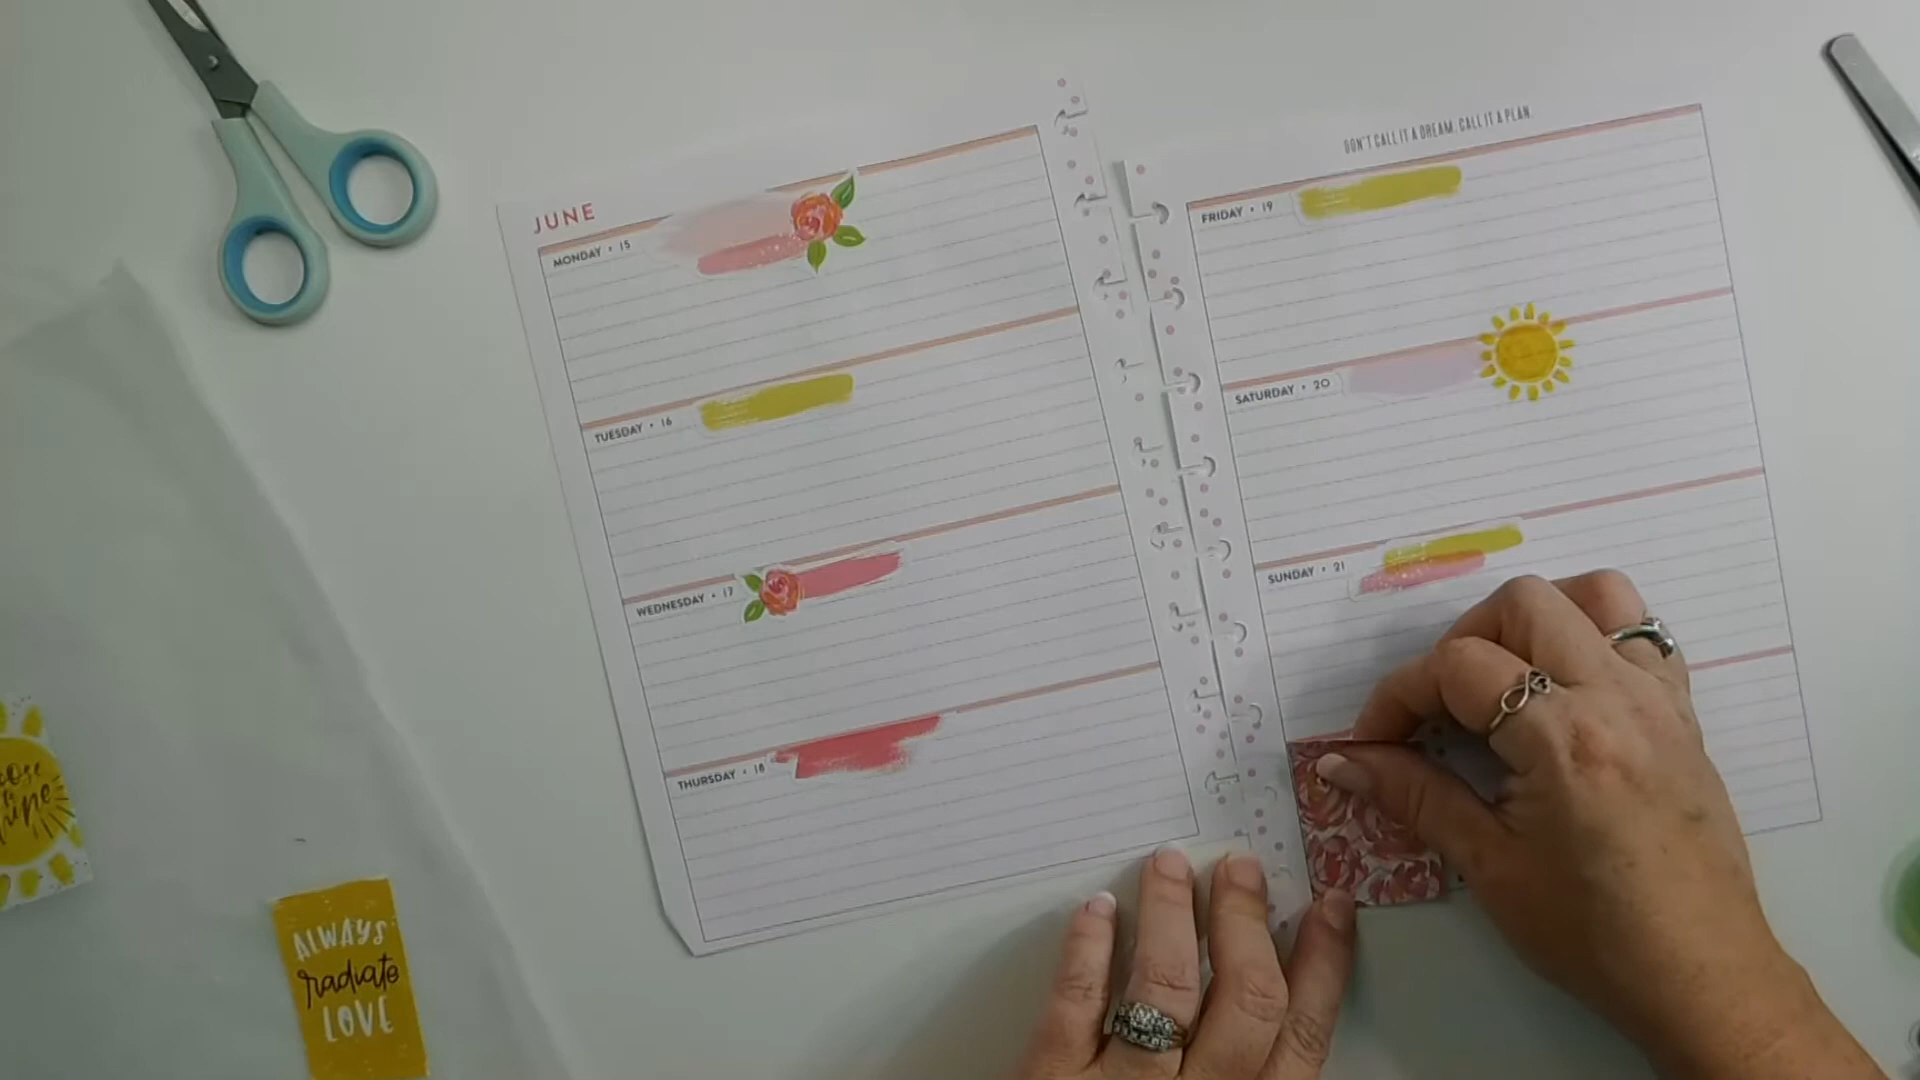 JUNE
MONDAY • 15
TUESDAY • 16
WEDNESDAY • 17
THURSDAY • 18
DON'T CALL IT A DREAM, CALL IT A PLAN.
FRIDAY • 19
SATURDAY • 20
SUNDAY • 21
ALWAYS
radiate
LOVE